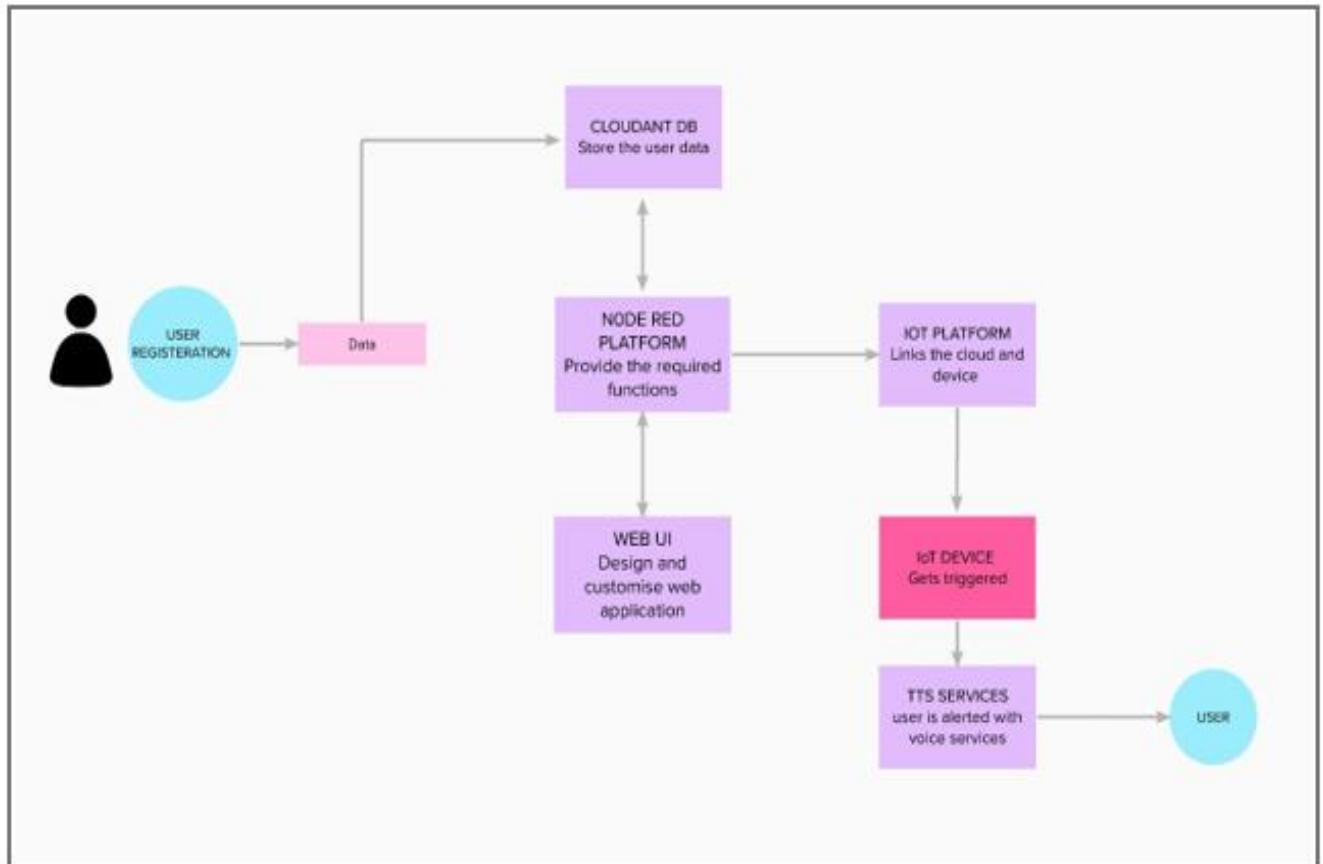 CLOUDANT DB
Store the user data
USER
REGISTERATION
Data
N0DE RED
PLATFORM
Provide the required
functions
IOT PLATFORM
Links the cloud and
device
WEB UI
Design and
customise web
application
IoT DEVICE
Gets triggered
TTS SERVICES
user is alerted with
voice services
USER